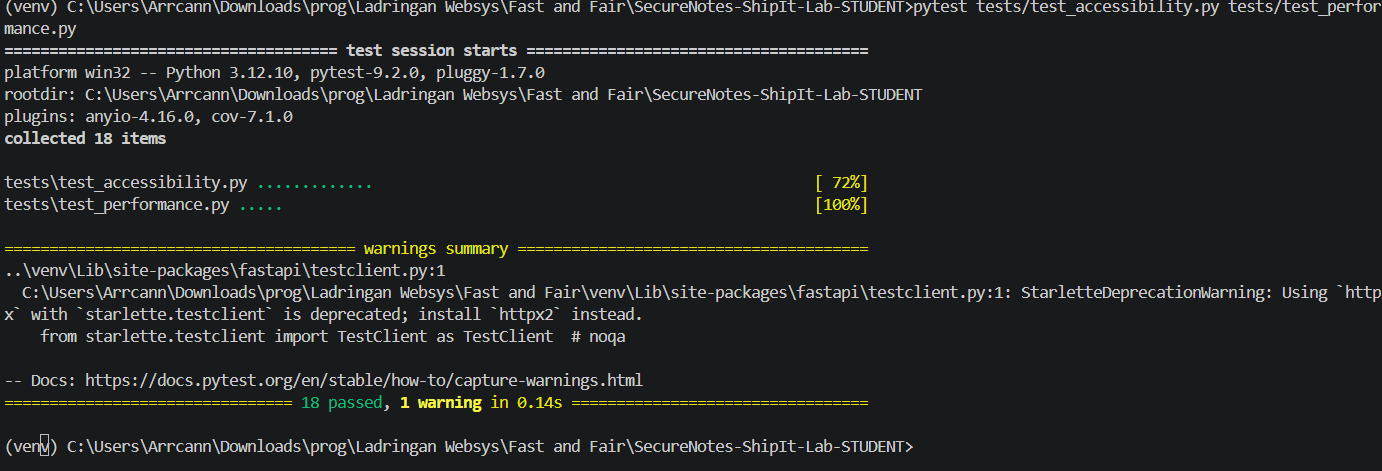 (venv) C:\Users\Arrcann\Downloads\prog\Ladringan Websys\Fast and Fair\SecureNotes-ShipIt-Lab-STUDENT>pytest tests/test_accessibility.py tests/test_perfor
mance.py
===================================== test session starts ======================================
platform win32 -- Python 3.12.10, pytest-9.2.0, pluggy-1.7.0
rootdir: C:\Users\Arrcann\Downloads\prog\Ladringan Websys\Fast and Fair\SecureNotes-ShipIt-Lab-STUDENT
plugins: anyio-4.16.0, cov-7.1.0
collected 18 items
tests\test_accessibility.py .............                                                 [ 72%]
tests\test_performance.py .....                                                           [100%]
======================================= warnings summary =======================================
..\venv\Lib\site-packages\fastapi\testclient.py:1
  C:\Users\Arrcann\Downloads\prog\Ladringan Websys\Fast and Fair\venv\Lib\site-packages\fastapi\testclient.py:1: StarletteDeprecationWarning: Using `http
x` with `starlette.testclient` is deprecated; install `httpx2` instead.
    from starlette.testclient import TestClient as TestClient  # noqa
-- Docs: https://docs.pytest.org/en/stable/how-to/capture-warnings.html
================================ 18 passed, 1 warning in 0.14s =================================
(venv) C:\Users\Arrcann\Downloads\prog\Ladringan Websys\Fast and Fair\SecureNotes-ShipIt-Lab-STUDENT>